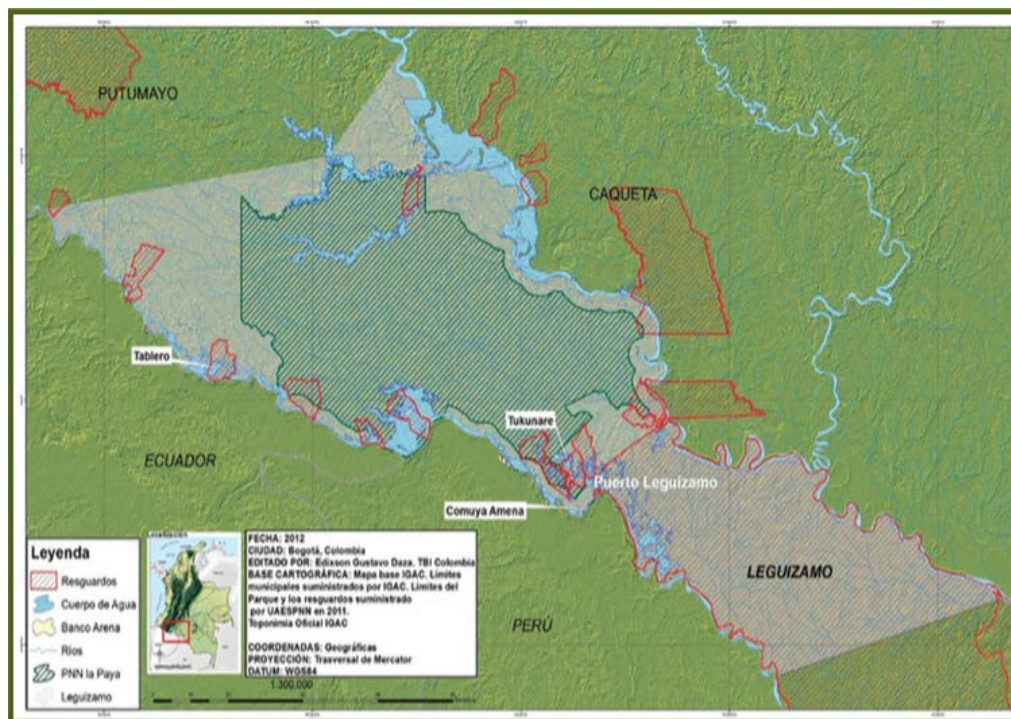 PUTUMAYO
CAQUETA
Tablero
Tukunare
ECUADOR
Puerto Leguizamo
Comuya Amena
LEGUIZAMO
PERÚ
Leyenda
Resguardos
Cuerpo de Agua
Banco Arena
Ríos
PNN la Paya
Leguizamo
Localización
FECHA: 2012
CIUDAD: Bogotá, Colombia
EDITADO POR: Edixson Gustavo Daza. TBI Colombia
BASE CARTOGRÁFICA: Mapa base IGAC. Limites
municipales suministrados por IGAC. Limites del
Parque y los resguardos suministrado
por UAESPNN en 2011.
Toponimia Oficial IGAC
COORDENADAS: Geográficas
PROYECCIÓN: Trasversal de Mercator
DATUM: WGS84
1:300.000